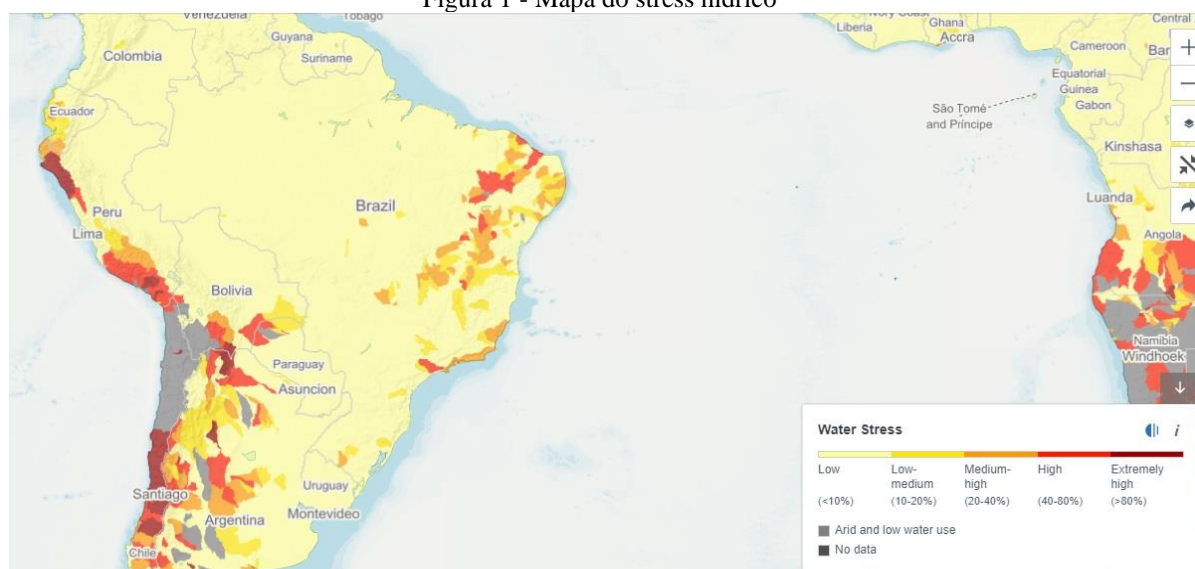 Figura 1 - Mapa do stress hídrico
Venezuela
Tobago
Guyana
Suriname
Colombia
Ecuador
Peru
Lima
Brazil
Bolivia
Paraguay
Asuncion
Uruguay
Montevideo
Santiago
Argentina
Chile
Liberia
Ivory Coast
Ghana
Accra
Central
Cameroon
Bar
Equatorial
Guinea
Gabon
São Tomé
and Príncipe
Kinshasa
Luanda
Angola
Namibia
Windhoek
Water Stress
i
Low Low-medium Medium-high High Extremely high
(<10%) (10-20%) (20-40%) (40-80%) (>80%)
Arid and low water use
No data